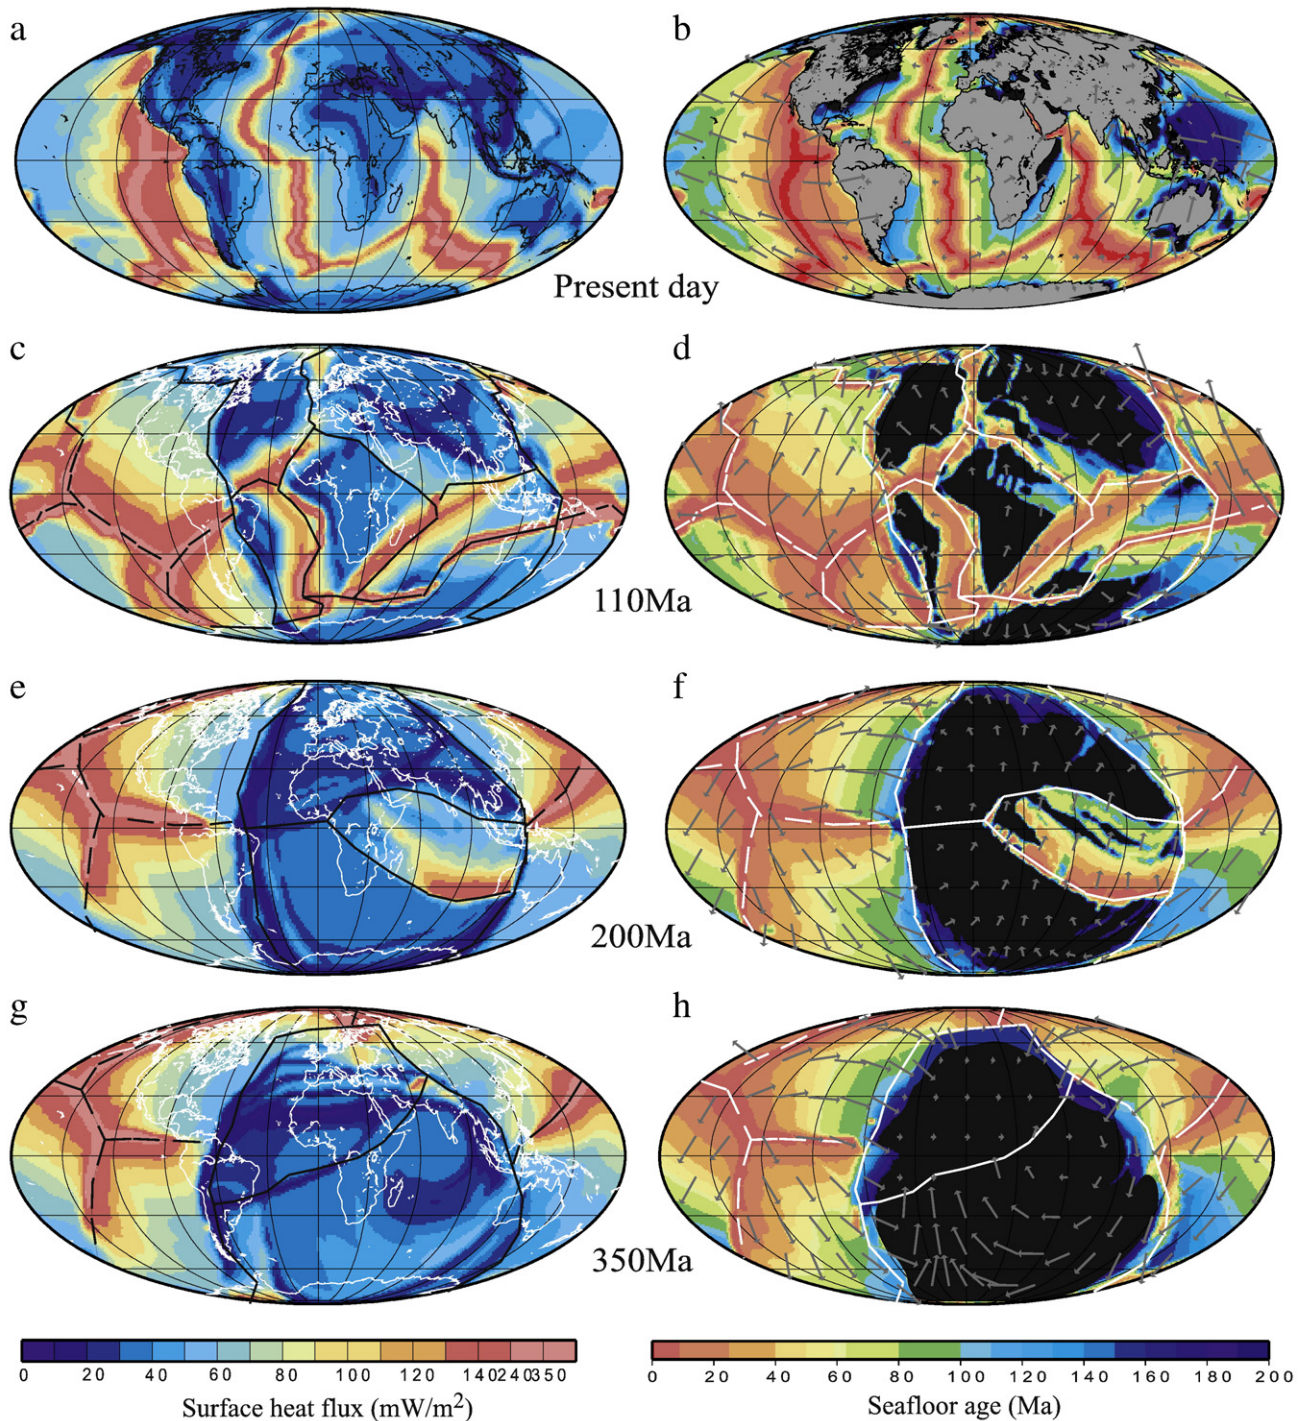 a
b
Present day
c
d
110Ma
e
f
200Ma
g
h
350Ma
0 20 40 60 80 100 120 140 240 350
Surface heat flux (mW/m²)
0 20 40 60 80 100 120 140 160 180 200
Seafloor age (Ma)